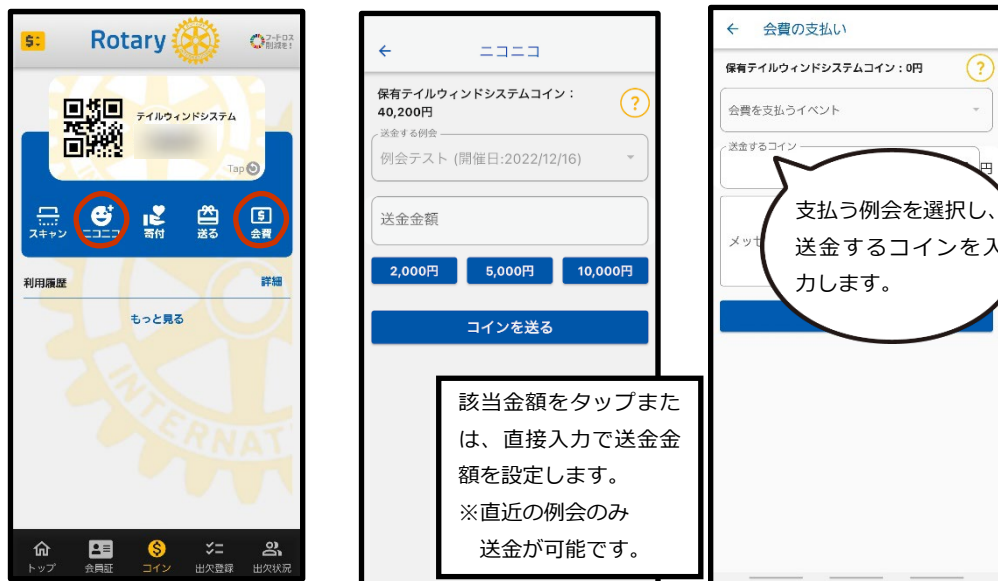 $:
Rotary
フードロス
削減を！
テイルウィンドシステム
Tap
スキャン
ニコニコ
寄付
送る
会費
利用履歴
詳細
もっと見る
INTERNAT
トップ
会員証
コイン
出欠登録
出欠状況
← ニコニコ
保有テイルウィンドシステムコイン：
40,200円
?
送金する例会
例会テスト (開催日:2022/12/16)
送金金額
2,000円
5,000円
10,000円
コインを送る
該当金額をタップまた
は、直接入力で送金金
額を設定します。
※直近の例会のみ
送金が可能です。
← 会費の支払い
保有テイルウィンドシステムコイン：0円
?
会費を支払うイベント
送金するコイン
円
メッセ
支払う例会を選択し、
送金するコインを入
力します。